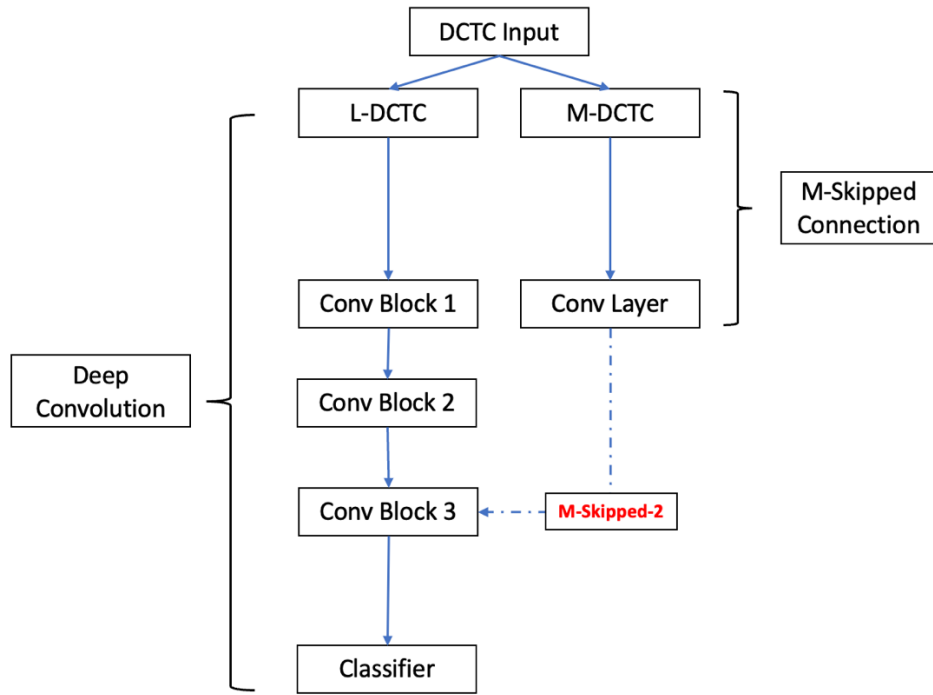 DCTC Input
L-DCTC
M-DCTC
M-Skipped
Connection
Conv Block 1
Conv Layer
Deep
Convolution
Conv Block 2
Conv Block 3
M-Skipped-2
Classifier